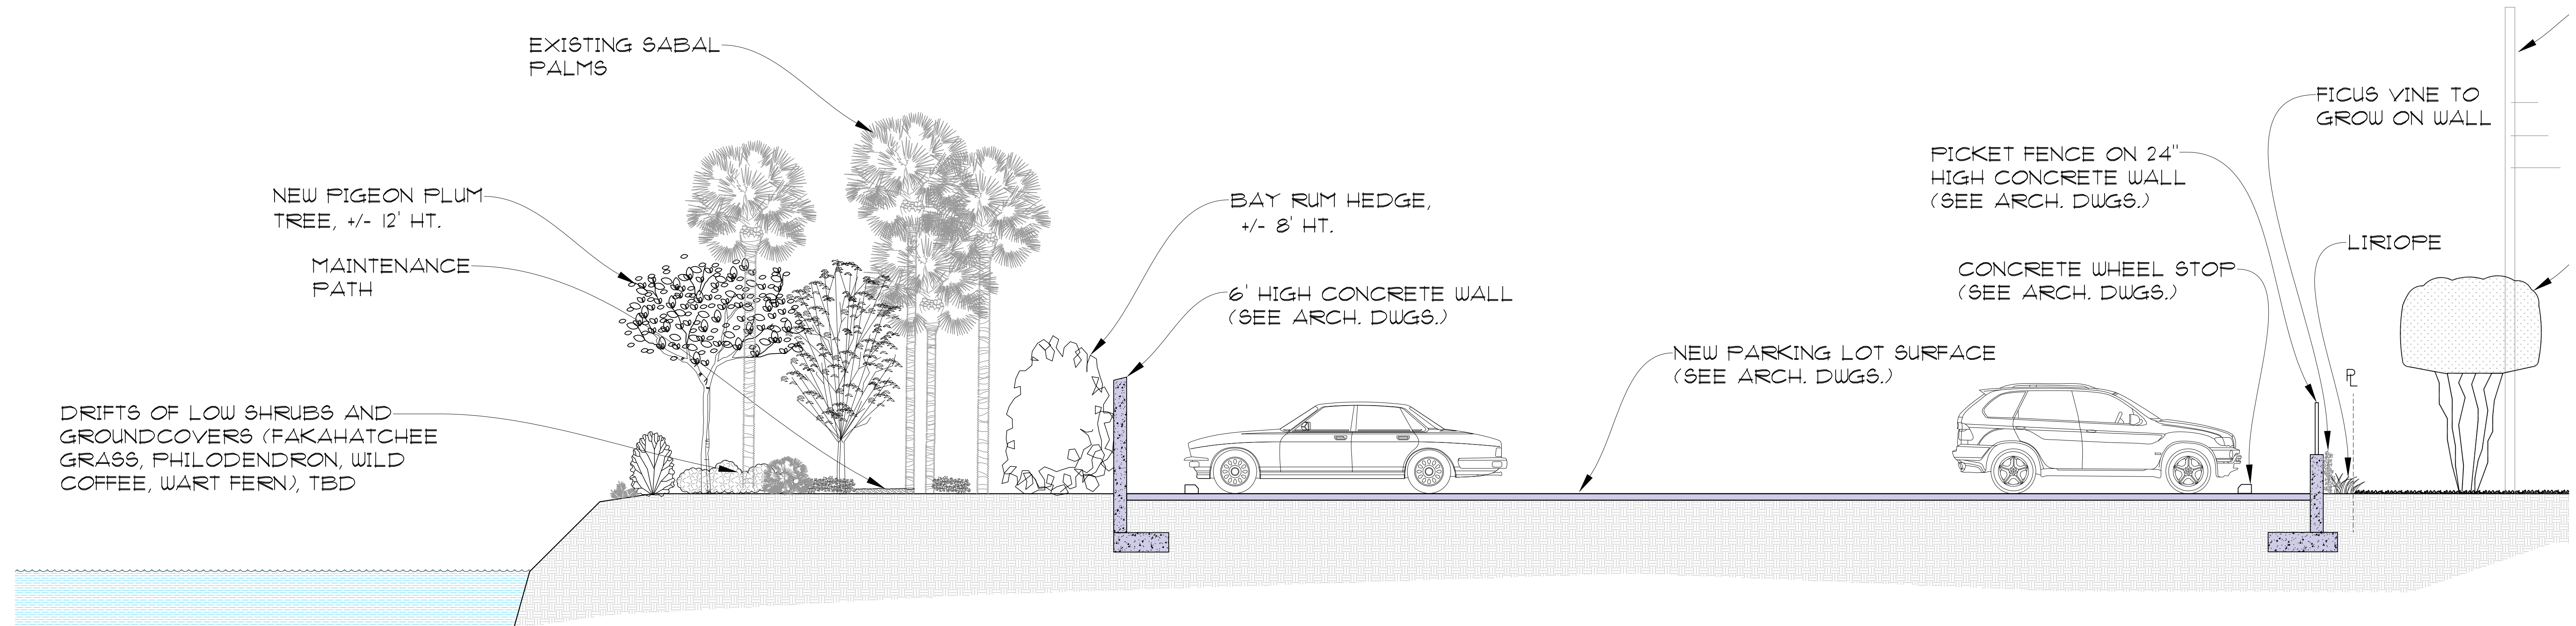 EXISTING SABAL
PALMS
NEW PIGEON PLUM
TREE, +/- 12' HT.
MAINTENANCE
PATH
DRIFTS OF LOW SHRUBS AND
GROUNDCOVERS (FAKAHATCHEE
GRASS, PHILODENDRON, WILD
COFFEE, WART FERN), TBD
BAY RUM HEDGE,
+/- 8' HT.
6' HIGH CONCRETE WALL
(SEE ARCH. DWGS.)
NEW PARKING LOT SURFACE
(SEE ARCH. DWGS.)
FICUS VINE TO
GROW ON WALL
PICKET FENCE ON 24"
HIGH CONCRETE WALL
(SEE ARCH. DWGS.)
LIRIOPE
CONCRETE WHEEL STOP
(SEE ARCH. DWGS.)
PL